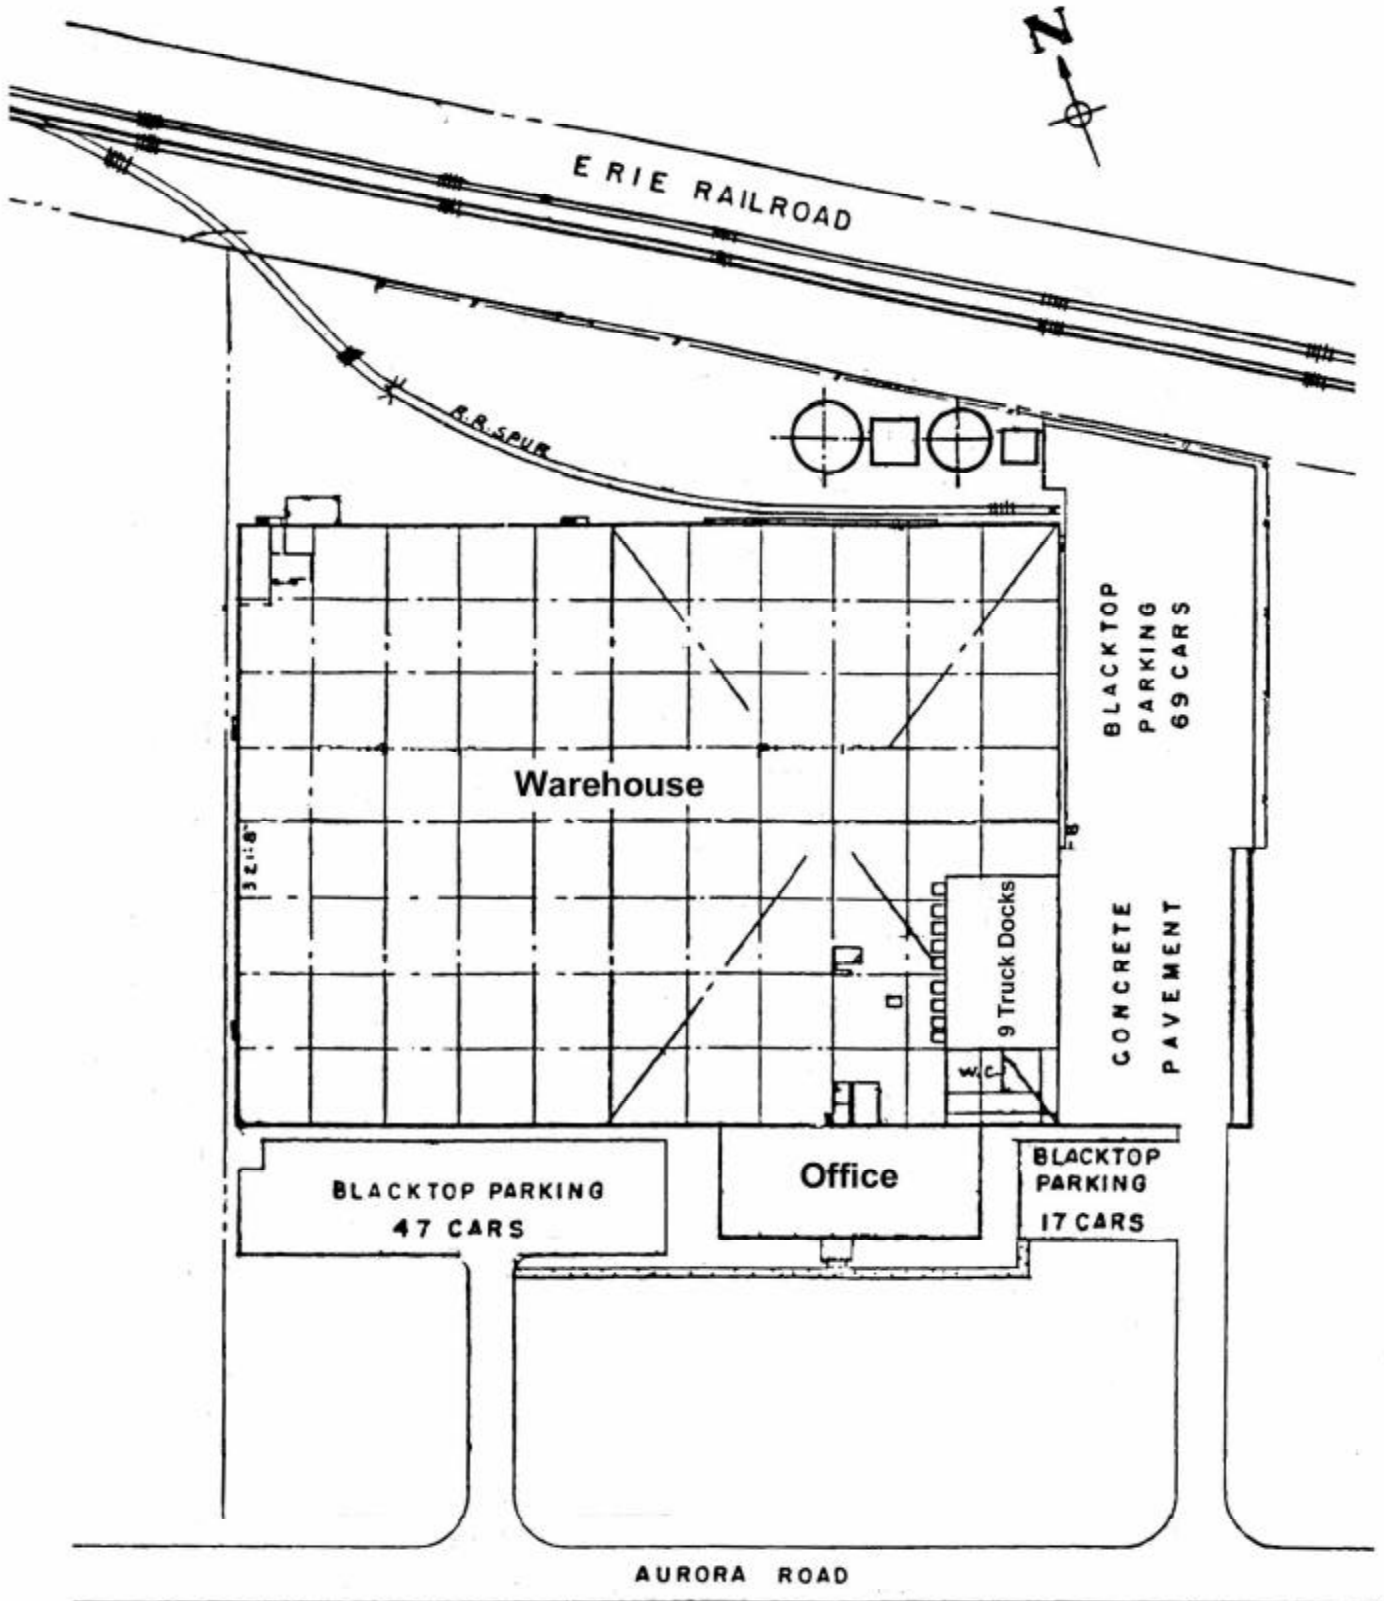 N
ERIE RAILROAD
R.R. SPUR
BLACKTOP
PARKING
69 CARS
Warehouse
321'-8"
9 Truck Docks
CONCRETE
PAVEMENT
W.C.
Office
BLACKTOP PARKING
47 CARS
BLACKTOP
PARKING
17 CARS
AURORA ROAD